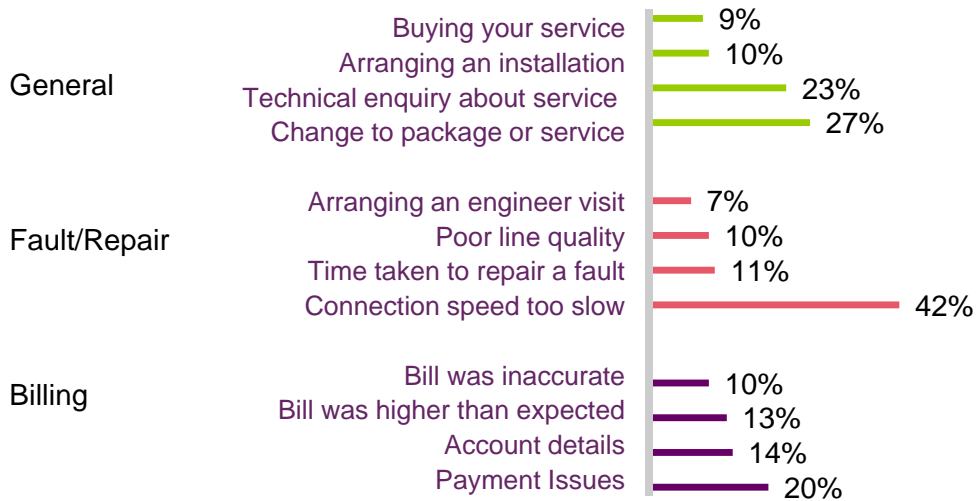 General
Buying your service 9%
Arranging an installation 10%
Technical enquiry about service 23%
Change to package or service 27%
Fault/Repair
Arranging an engineer visit 7%
Poor line quality 10%
Time taken to repair a fault 11%
Connection speed too slow 42%
Billing
Bill was inaccurate 10%
Bill was higher than expected 13%
Account details 14%
Payment Issues 20%